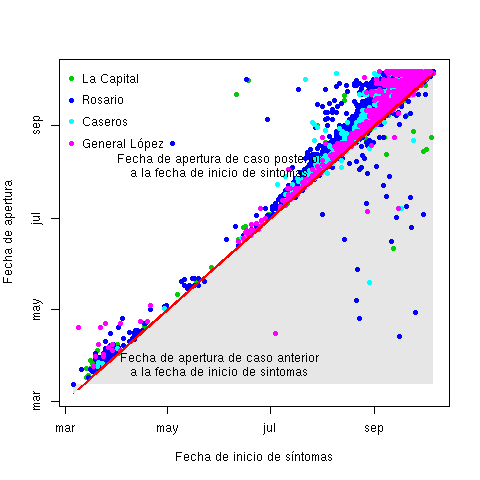 La Capital
Rosario
Caseros
General López
Fecha de apertura de caso posterior
a la fecha de inicio de sintomas
Fecha de apertura de caso anterior
a la fecha de inicio de sintomas
Fecha de apertura
mar
may
jul
sep
mar
may
jul
sep
Fecha de inicio de síntomas